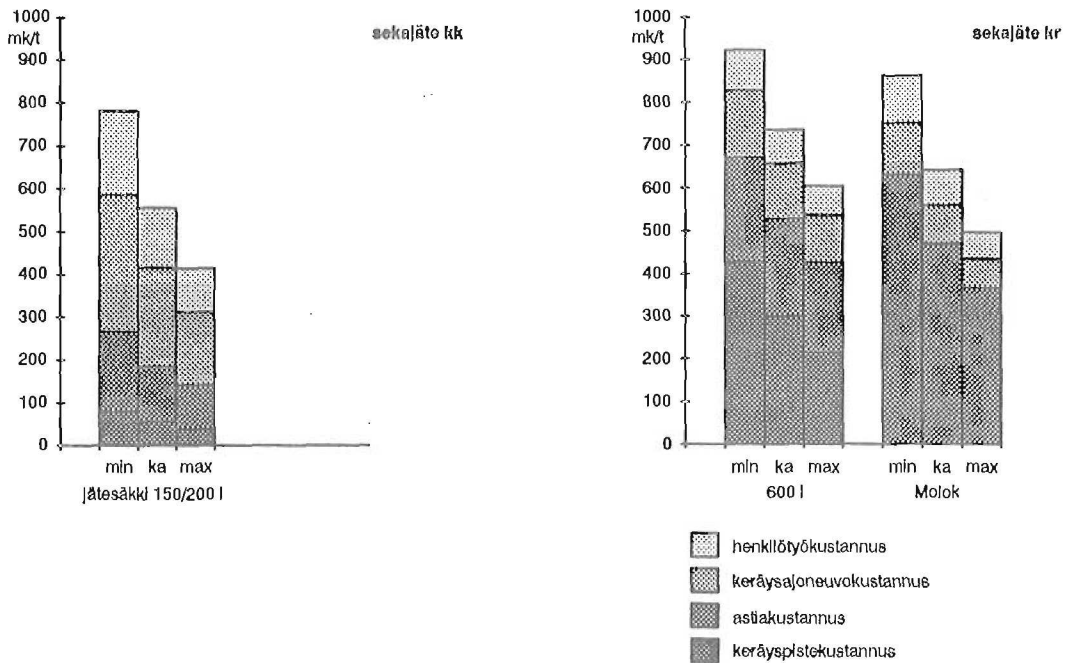 1000
mk/t
900
800
700
600
500
400
300
200
100
0
sekajäte kk
min ka max
jätesäkki 150/200 l
1000
mk/t
900
800
700
600
500
400
300
200
100
0
sekajäte kr
min ka max
600 l
min ka max
Molok
henkilötyökustannus
keräysajoneuvokustannus
astiakustannus
keräyspistekustannus